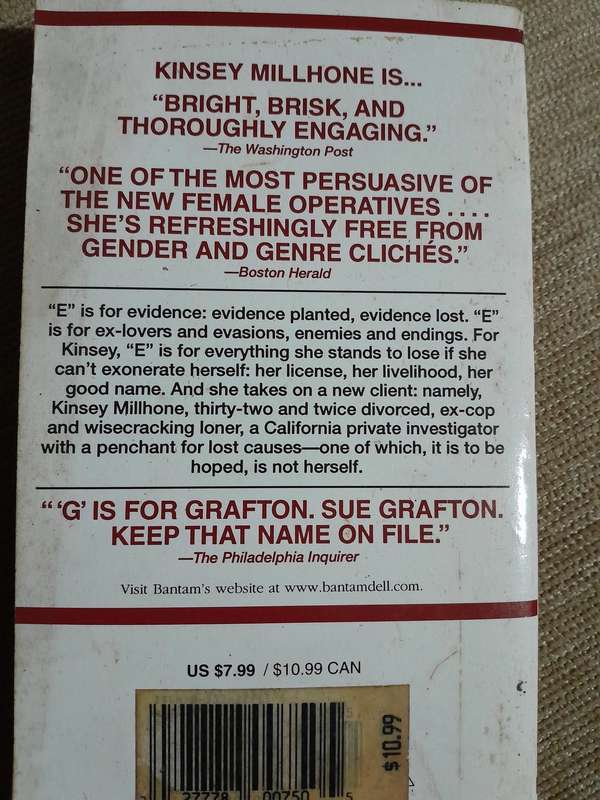 KINSEY MILLHONE IS...
“BRIGHT, BRISK, AND
THOROUGHLY ENGAGING.”
—The Washington Post
“ONE OF THE MOST PERSUASIVE OF
THE NEW FEMALE OPERATIVES . . . .
SHE’S REFRESHINGLY FREE FROM
GENDER AND GENRE CLICHÉS.”
—Boston Herald
“E” is for evidence: evidence planted, evidence lost. “E”
is for ex-lovers and evasions, enemies and endings. For
Kinsey, “E” is for everything she stands to lose if she
can’t exonerate herself: her license, her livelihood, her
good name. And she takes on a new client: namely,
Kinsey Millhone, thirty-two and twice divorced, ex-cop
and wisecracking loner, a California private investigator
with a penchant for lost causes—one of which, it is to be
hoped, is not herself.
“ ‘G’ IS FOR GRAFTON. SUE GRAFTON.
KEEP THAT NAME ON FILE.”
—The Philadelphia Inquirer
Visit Bantam’s website at www.bantamdell.com.
US $7.99 / $10.99 CAN
$10.99
27778 00750 5